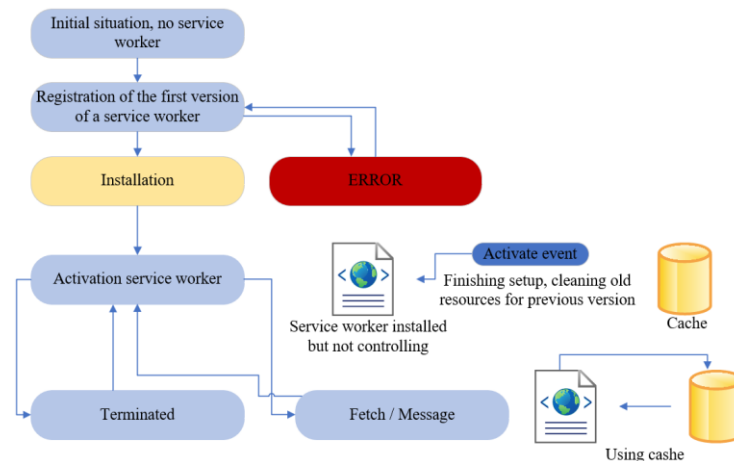 Initial situation, no service
worker
Registration of the first version
of a service worker
Installation
ERROR
Activation service worker
Activate event
Finishing setup, cleaning old
resources for previous version
Service worker installed
but not controlling
Cache
Terminated
Fetch / Message
Using cashe